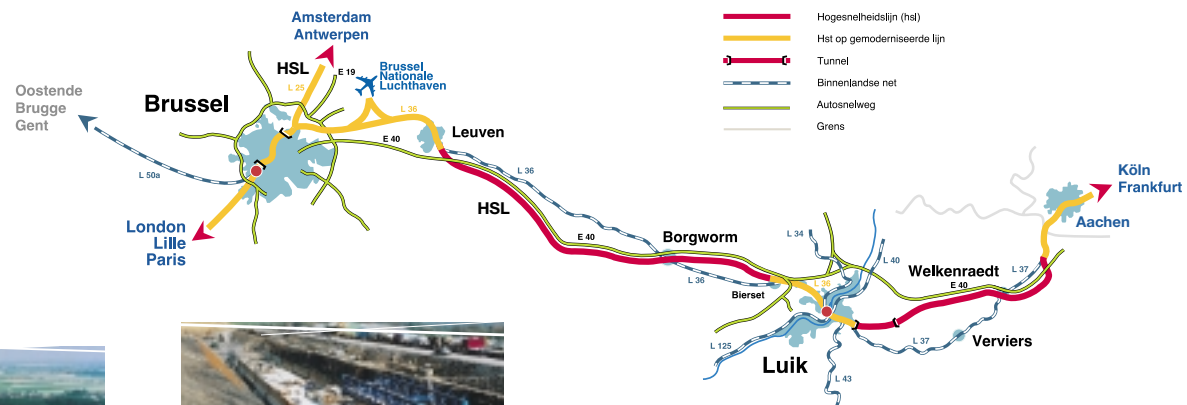 Amsterdam
Antwerpen
HSL
E 19
L 25
Brussel
Nationale
Luchthaven
Oostende
Brugge
Gent
Brussel
L 36
Leuven
E 40
L 50a
London
Lille
Paris
L 36
HSL
E 40
Borgworm
L 36
Bierset
L 36
L 34
L 40
Welkenraedt
E 40
L 37
Köln
Frankfurt
Aachen
L 125
Luik
L 43
L 37
Verviers
Hogesnelheidslijn (hsl)
Hst op gemoderniseerde lijn
Tunnel
Binnenlandse net
Autosnelweg
Grens